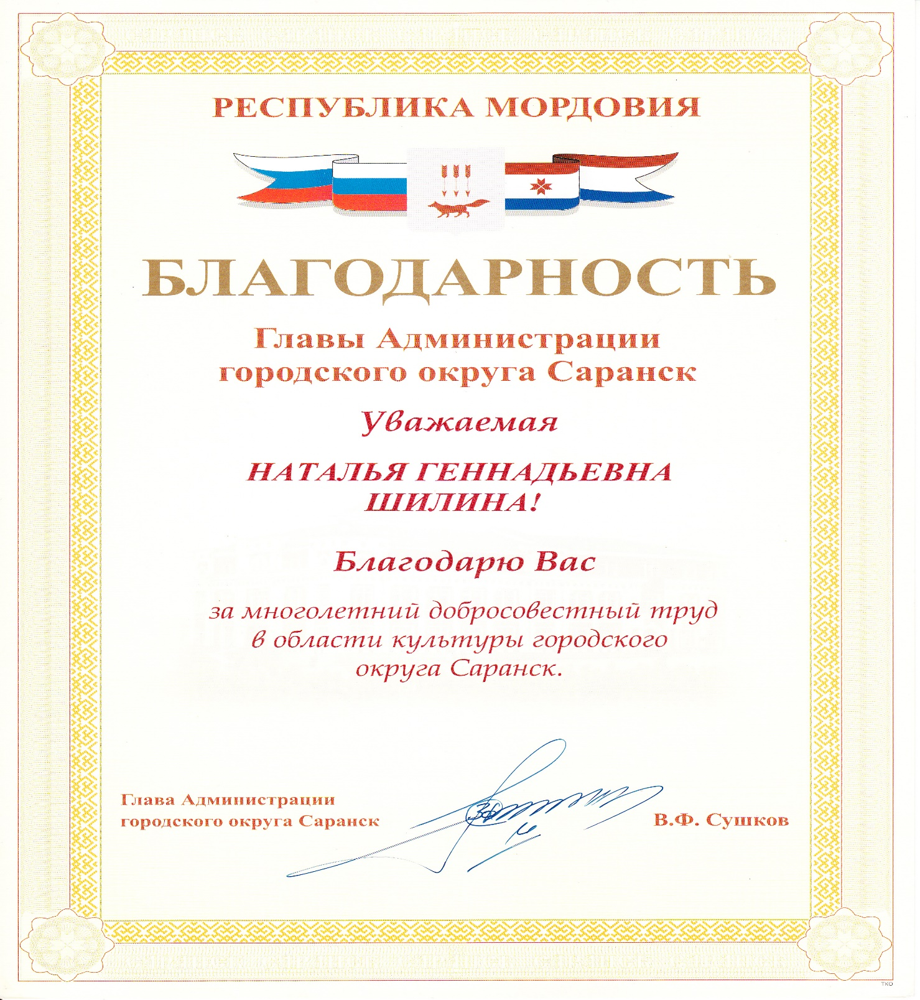 РЕСПУБЛИКА МОРДОВИЯ
БЛАГОДАРНОСТЬ
Главы Администрации
городского округа Саранск
Уважаемая
НАТАЛЬЯ ГЕННАДЬЕВНА
ШИЛИНА!
Благодарю Вас
за многолетний добросовестный труд
в области культуры городского
округа Саранск.
Глава Администрации
городского округа Саранск
В.Ф. Сушков
ТКО